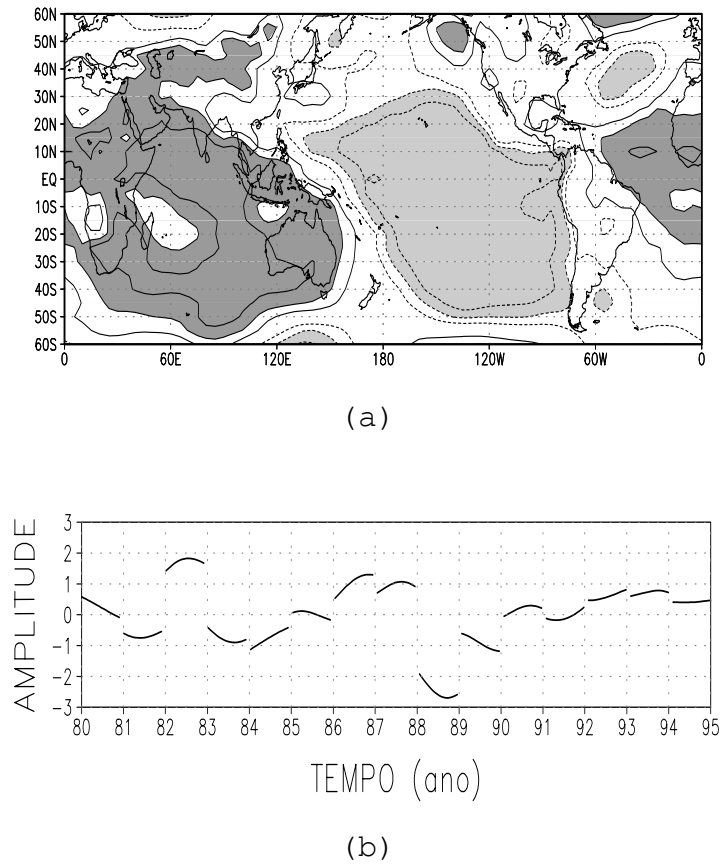 60N
50N
40N
30N
20N
10N
EQ
10S
20S
30S
40S
50S
60S
0 60E 120E 180 120W 60W 0
(a)
AMPLITUDE
3
2
1
0
-1
-2
-3
80 81 82 83 84 85 86 87 88 89 90 91 92 93 94 95
TEMPO (ano)
(b)